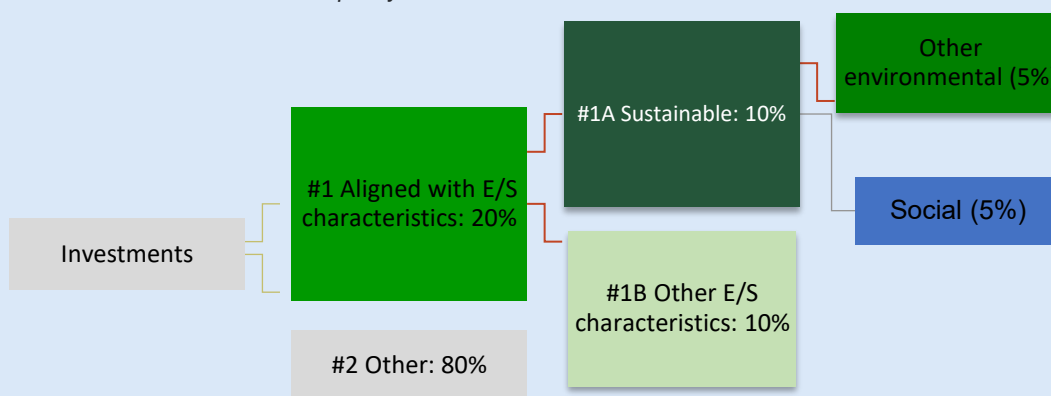 Other
environmental (5%
#1A Sustainable: 10%
#1 Aligned with E/S
characteristics: 20%
Social (5%)
Investments
#1B Other E/S
characteristics: 10%
#2 Other: 80%